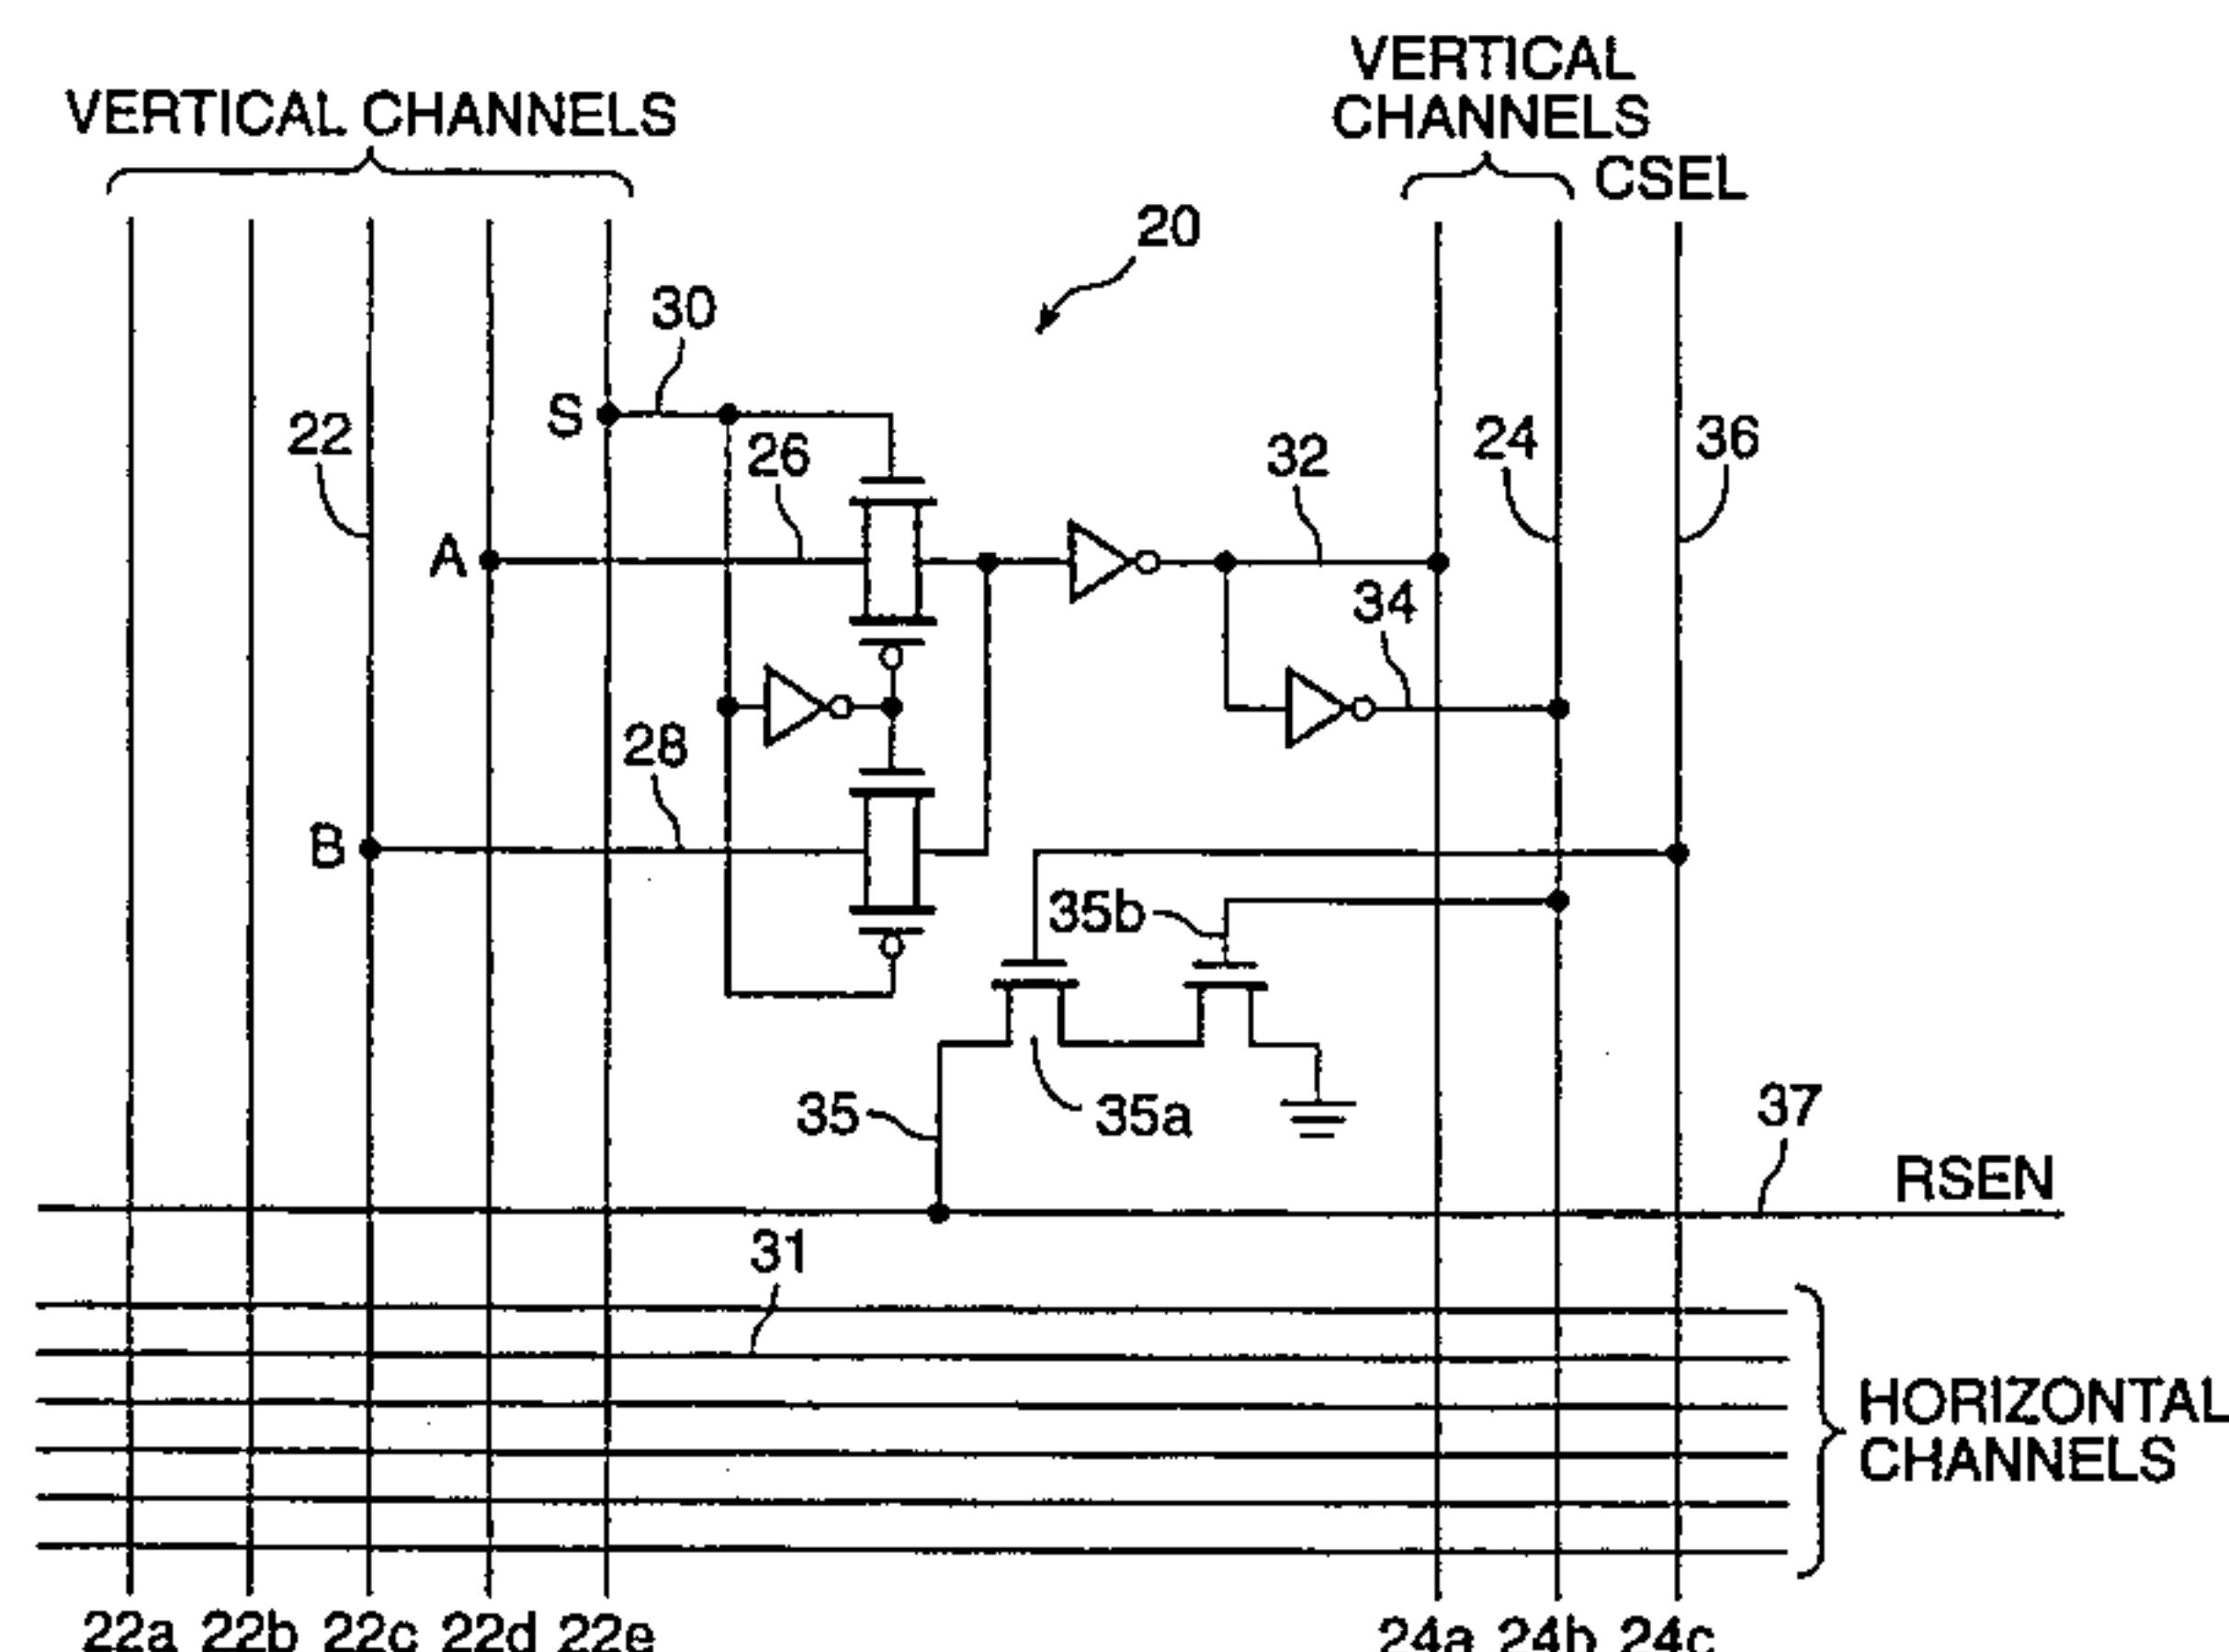 VERTICAL CHANNELS
VERTICAL
CHANNELS
CSEL
20
30
S
22
26
32
24
36
A
34
28
B
35b
35
35a
37
RSEN
31
HORIZONTAL
CHANNELS
22a 22b 22c 22d 22e
24a 24b 24c